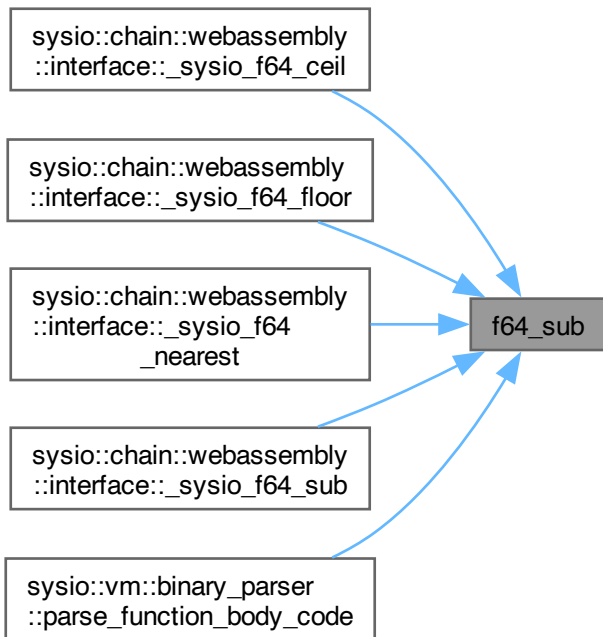 sysio::chain::webassembly
::interface::_sysio_f64_ceil
sysio::chain::webassembly
::interface::_sysio_f64_floor
sysio::chain::webassembly
::interface::_sysio_f64
_nearest
f64_sub
sysio::chain::webassembly
::interface::_sysio_f64_sub
sysio::vm::binary_parser
::parse_function_body_code